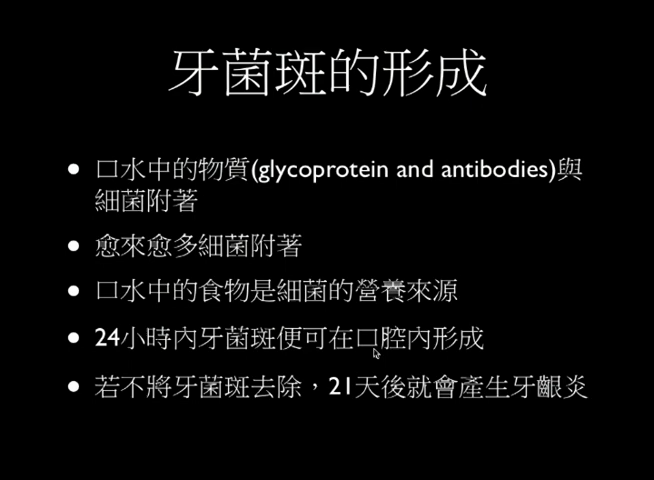 牙菌斑的形成
• 口水中的物質(glycoprotein and antibodies)與
細菌附著
• 愈來愈多細菌附著
• 口水中的食物是細菌的營養來源
• 24小時內牙菌斑便可在口腔內形成
• 若不將牙菌斑去除，21天後就會產生牙齦炎